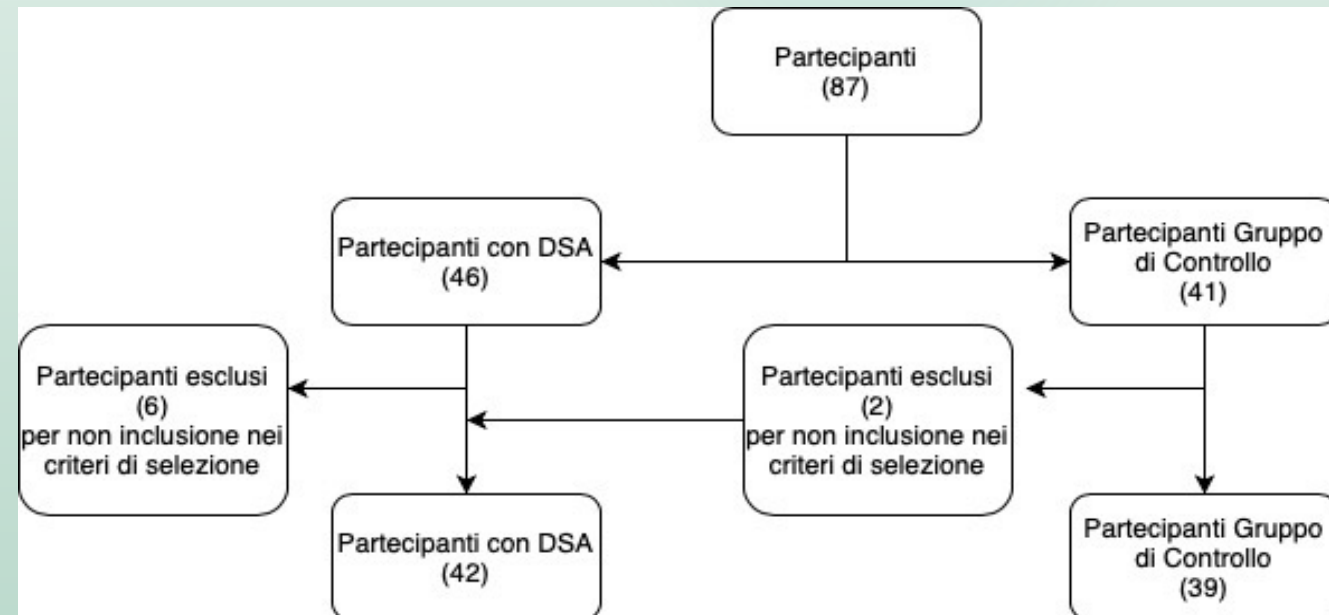 Partecipanti
(87)
Partecipanti con DSA
(46)
Partecipanti Gruppo
di Controllo
(41)
Partecipanti esclusi
(6)
per non inclusione nei
criteri di selezione
Partecipanti esclusi
(2)
per non inclusione nei
criteri di selezione
Partecipanti con DSA
(42)
Partecipanti Gruppo
di Controllo
(39)